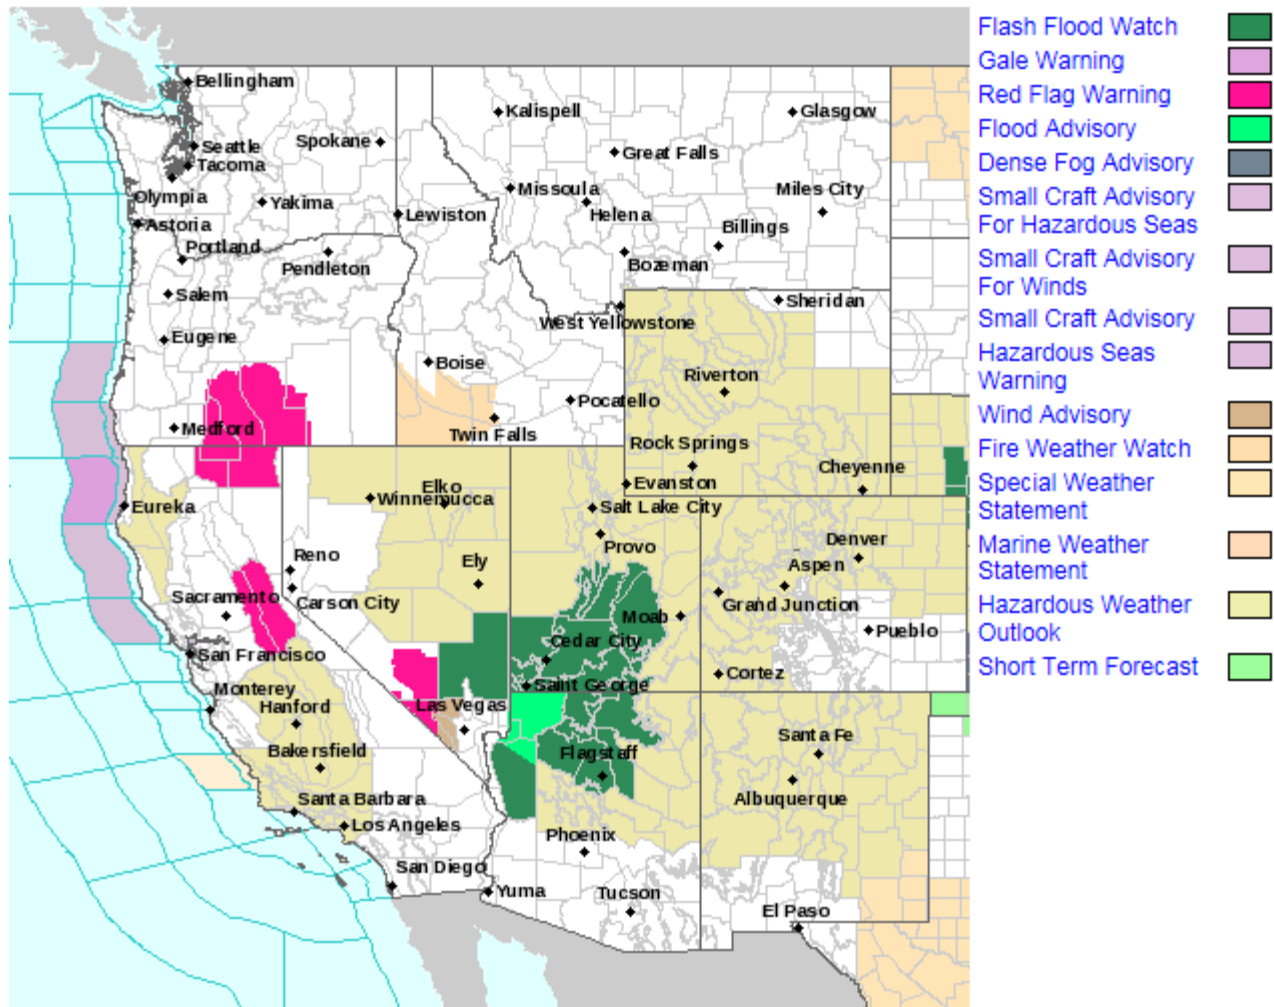 Bellingham
Seattle
Tacoma
Spokane
Olympia
Yakima
Astoria
Portland
Lewiston
Pendleton
Salem
Eugene
Medford
Kalispell
Glasgow
Great Falls
Missoula
Miles City
Helena
Billings
Bozeman
West Yellowstone
Sheridan
Boise
Pocatello
Twin Falls
Riverton
Rock Springs
Cheyenne
Evanston
Elko
Winnemucca
Eureka
Salt Lake City
Provo
Reno
Ely
Denver
Aspen
Sacramento
Carson City
Moab
Grand Junction
Pueblo
Cedar City
San Francisco
Saint George
Cortez
Monterey
Hanford
Las Vegas
Bakersfield
Flagstaff
Santa Fe
Albuquerque
Santa Barbara
Los Angeles
Phoenix
San Diego
Yuma
Tucson
El Paso
Flash Flood Watch
Gale Warning
Red Flag Warning
Flood Advisory
Dense Fog Advisory
Small Craft Advisory
For Hazardous Seas
Small Craft Advisory
For Winds
Small Craft Advisory
Hazardous Seas
Warning
Wind Advisory
Fire Weather Watch
Special Weather
Statement
Marine Weather
Statement
Hazardous Weather
Outlook
Short Term Forecast